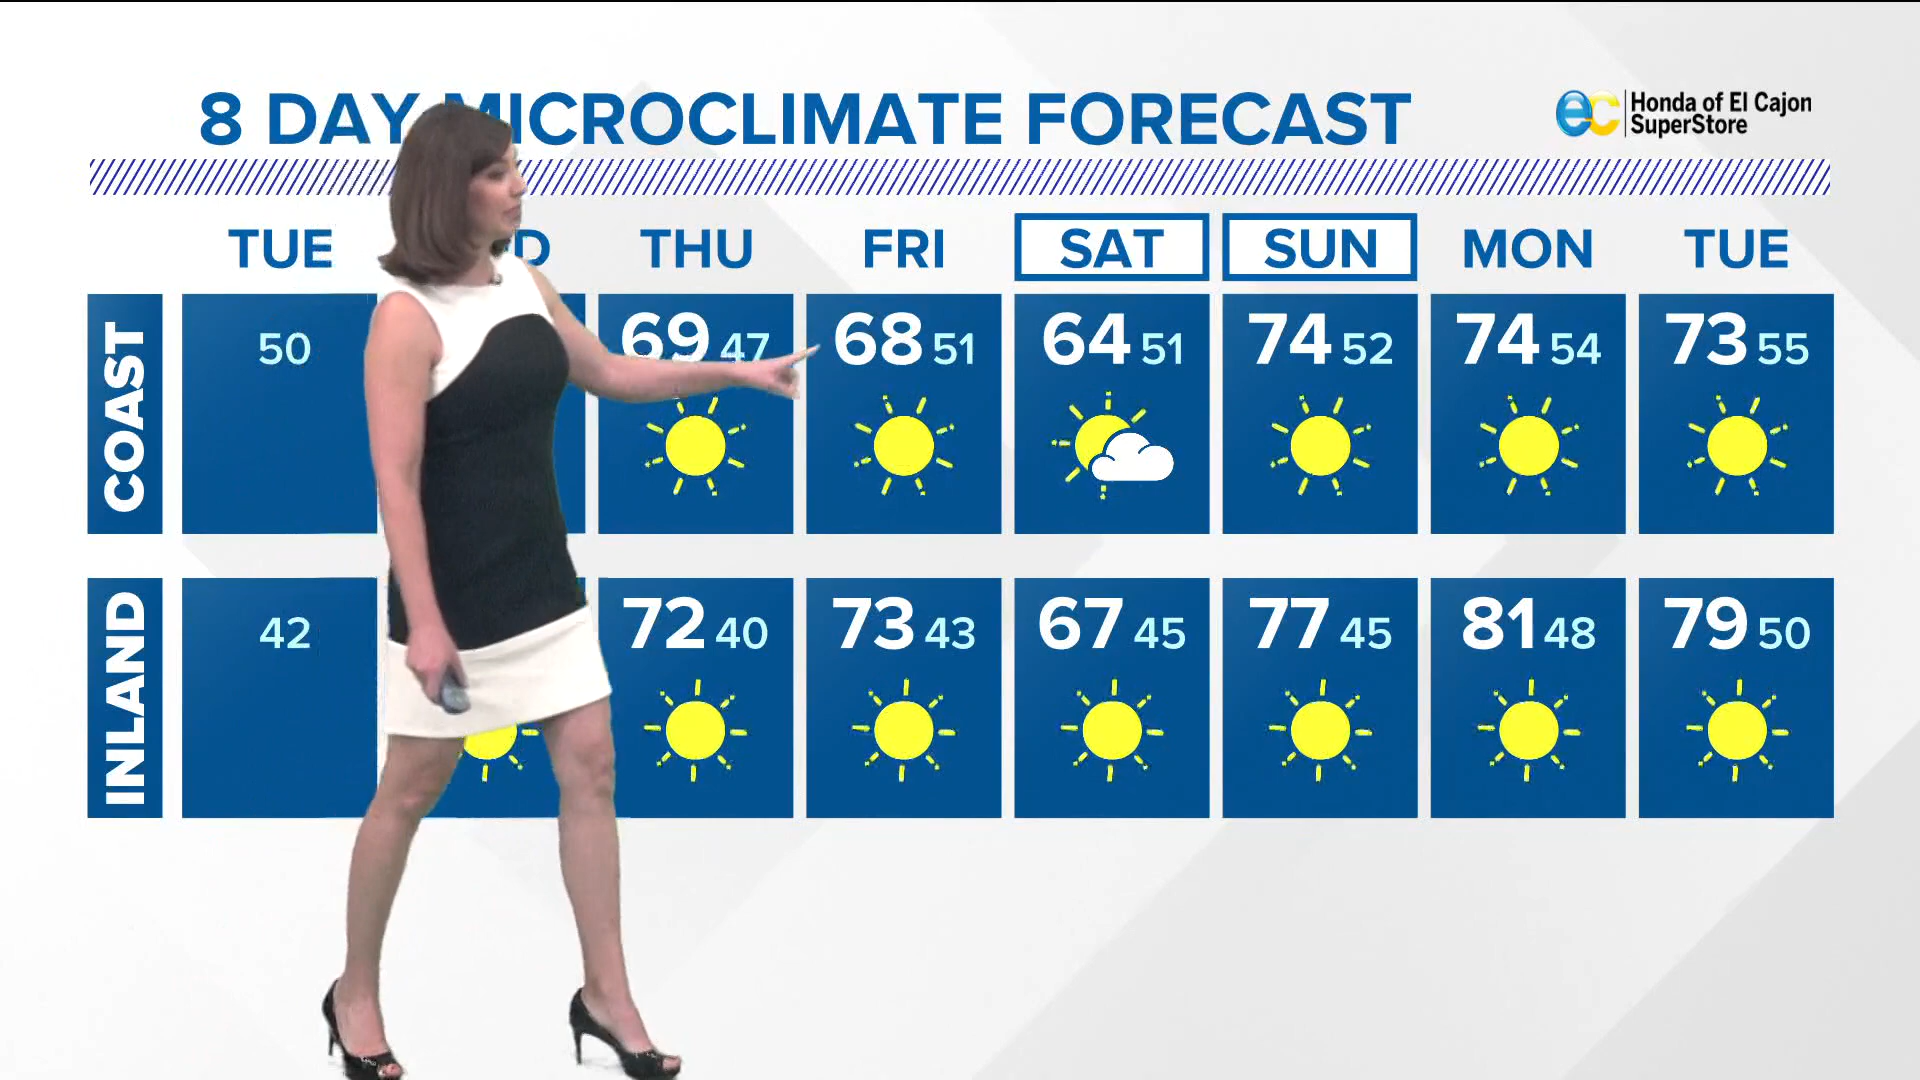 8 DAY MICROCLIMATE FORECAST
ec Honda of El Cajon
SuperStore
TUE THU FRI SAT SUN MON TUE
COAST
50 69 47 68 51 64 51 74 52 74 54 73 55
INLAND
42 72 40 73 43 67 45 77 45 81 48 79 50